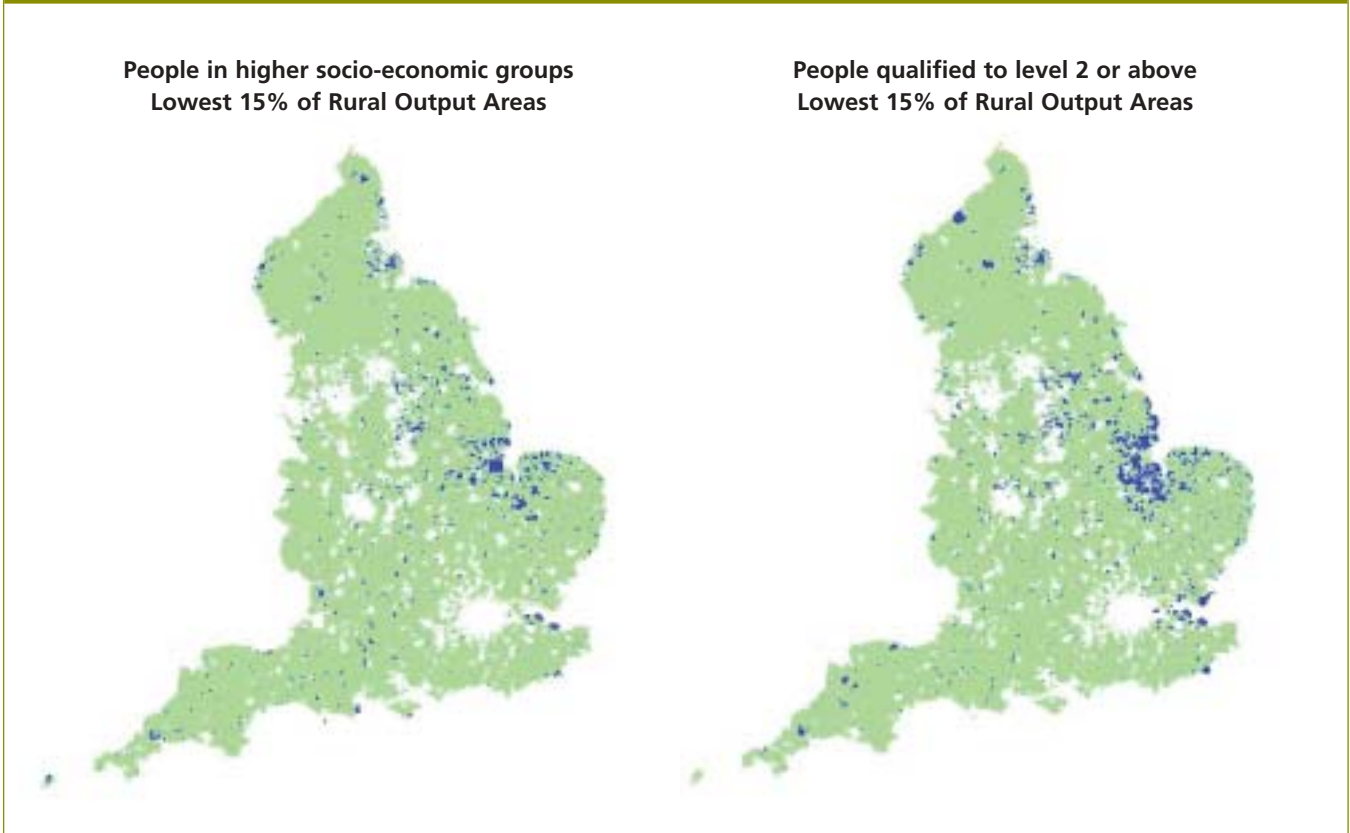 People in higher socio-economic groups
Lowest 15% of Rural Output Areas
People qualified to level 2 or above
Lowest 15% of Rural Output Areas